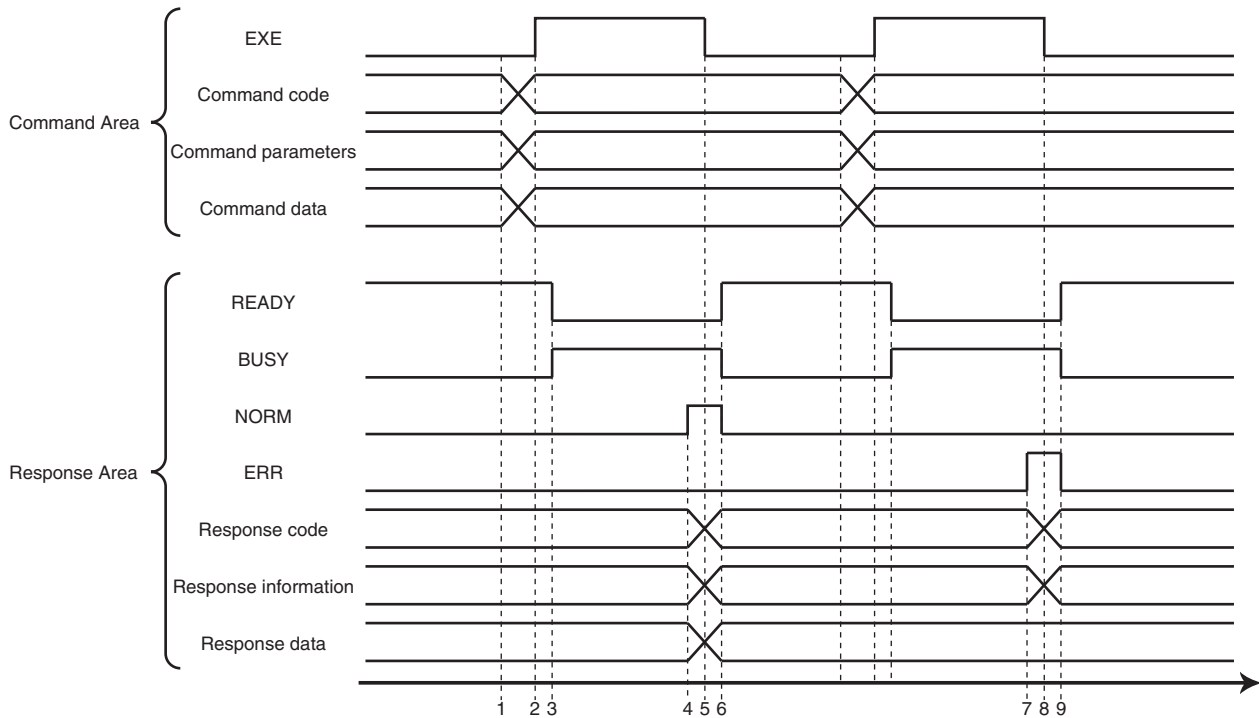 EXE
Command code
Command Area
Command parameters
Command data
READY
BUSY
NORM
Response Area
ERR
Response code
Response information
Response data
1 2 3 4 5 6 7 8 9